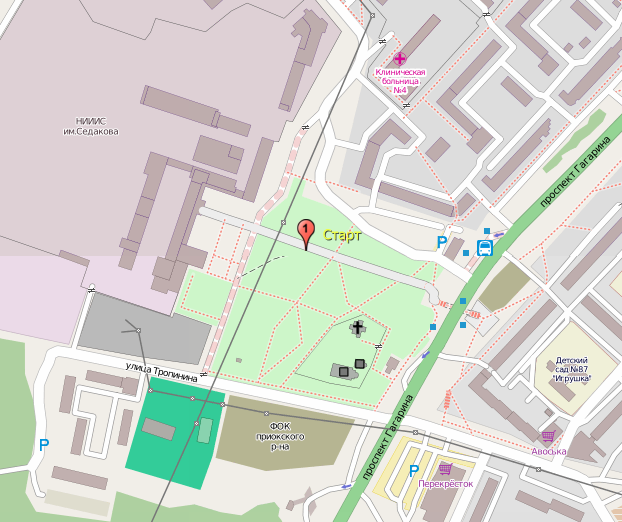 Клиническая
больница
№4
НИИИС
им.Седакова
проспект Гагарина
1
Старт
P
улица Тропинина
Детский
сад №87
"Игрушка"
ФОК
приокского
р-на
проспект Гагарина
P
Авоська
P
Перекрёсток